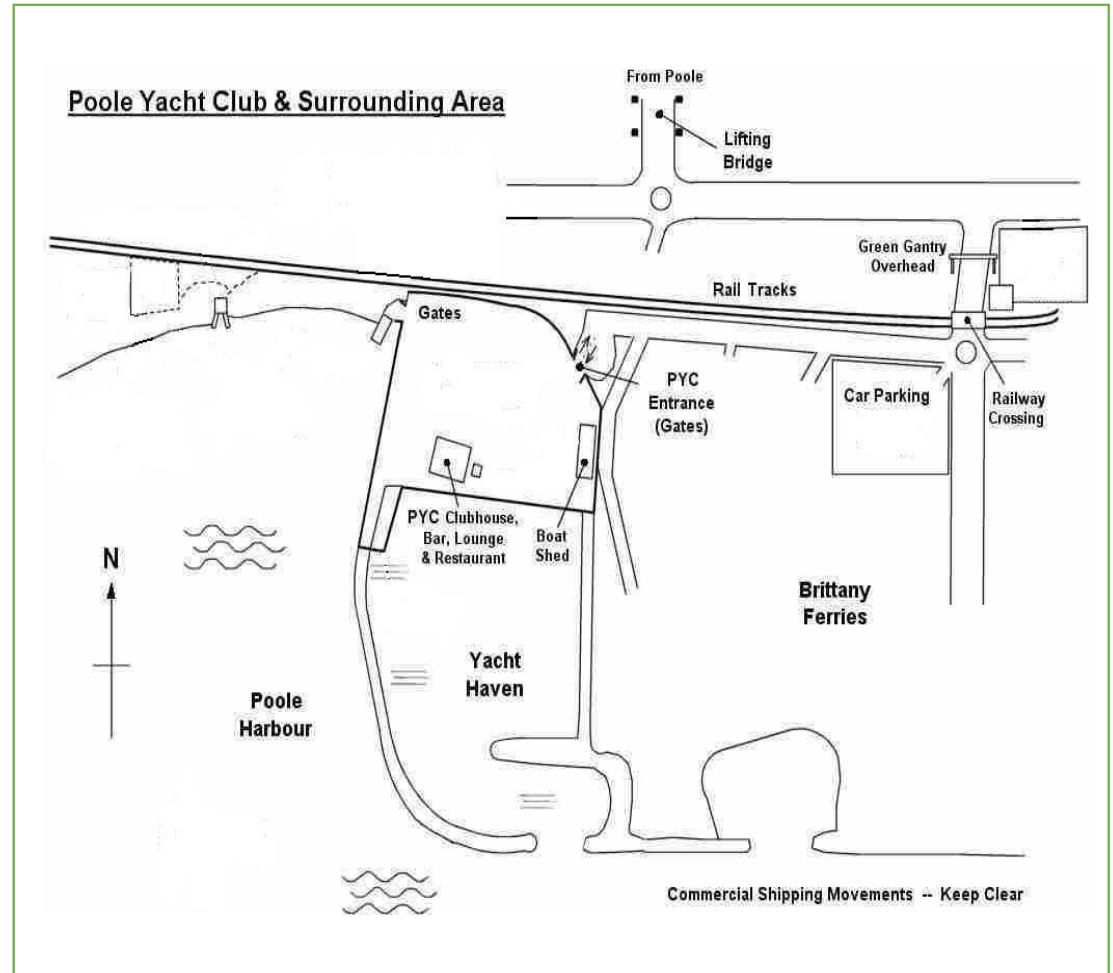 From Poole
Poole Yacht Club & Surrounding Area
Lifting
Bridge
Green Gantry
Overhead
Rail Tracks
Gates
PYC
Entrance
(Gates)
Car Parking
Railway
Crossing
PYC Clubhouse,
Bar, Lounge
& Restaurant
Boat
Shed
N
Brittany
Ferries
Yacht
Haven
Poole
Harbour
Commercial Shipping Movements -- Keep Clear